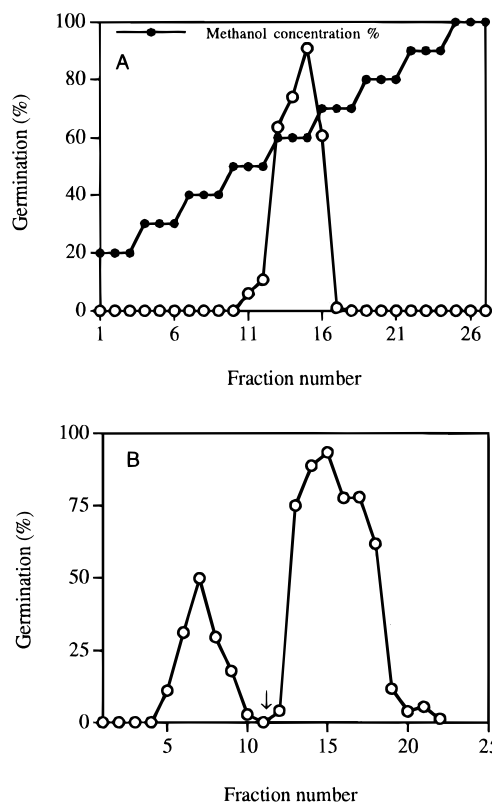 100
Methanol concentration %
A
80
60
40
20
0
Germination (%)
1 6 11 16 21 26
Fraction number
100
B
75
50
25
0
Germination (%)
↓
5 10 15 20 25
Fraction number